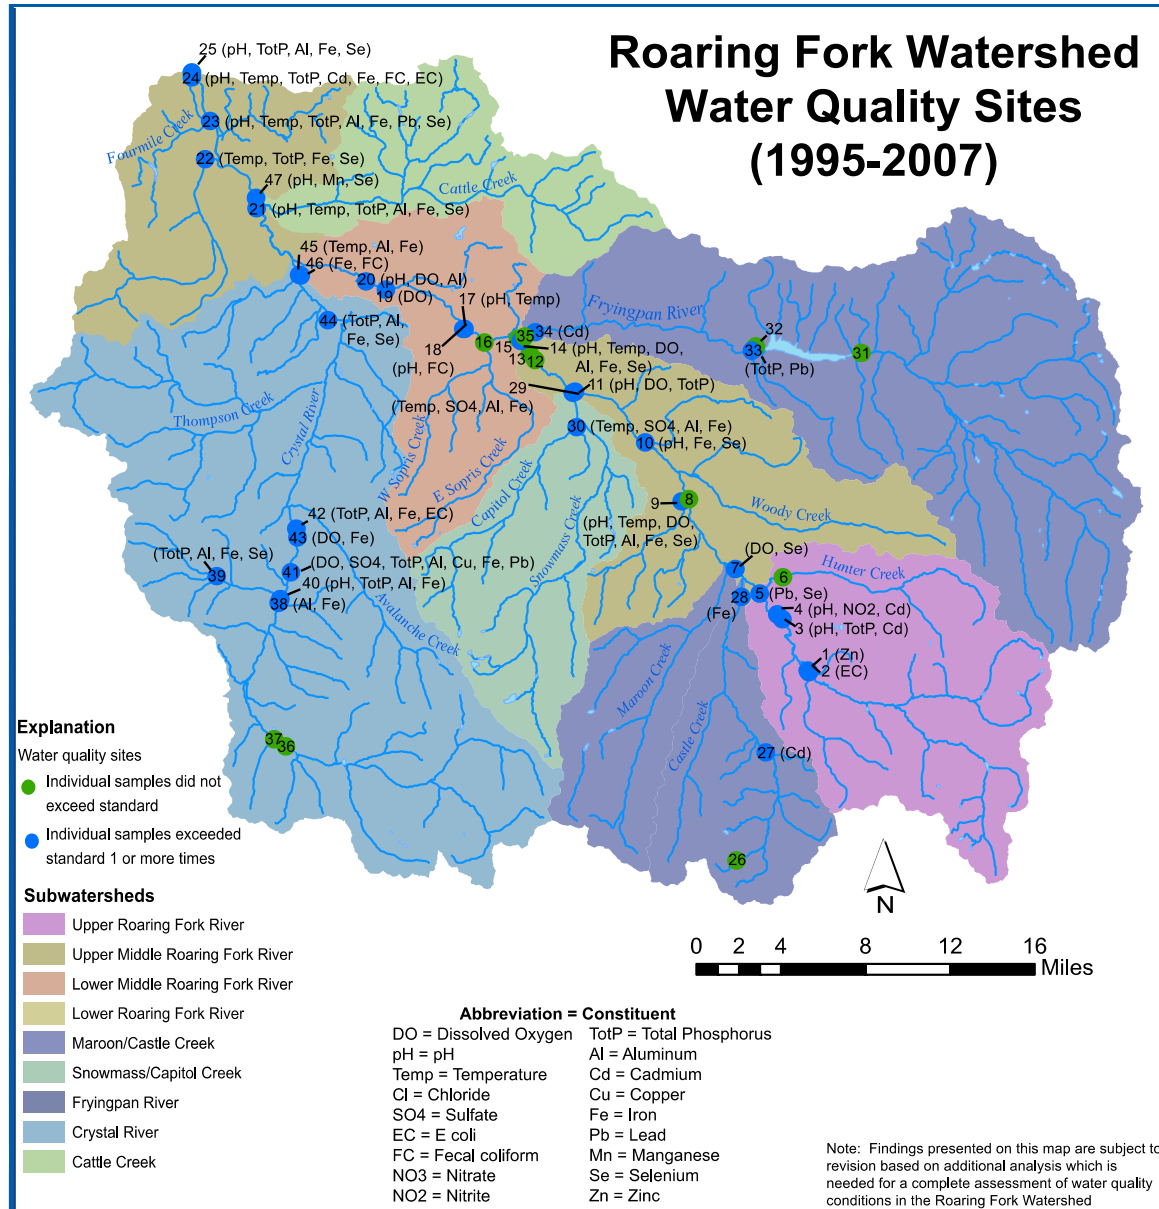 Roaring Fork Watershed
Water Quality Sites
(1995-2007)
25 (pH, TotP, Al, Fe, Se)
24 (pH, Temp, TotP, Cd, Fe, FC, EC)
23 (pH, Temp, TotP, Al, Fe, Pb, Se)
Fourmile Creek
22 (Temp, TotP, Fe, Se)
47 (pH, Mn, Se)
Cattle Creek
21 (pH, Temp, TotP, Al, Fe, Se)
45 (Temp, Al, Fe)
46 (Fe, FC)
20 (pH, DO, Al)
19 (DO)
17 (pH, Temp)
Fryingpan River
44 (TotP, Al,
Fe, Se)
18
(pH, FC)
16
15
35
34 (Cd)
14 (pH, Temp, DO,
Al, Fe, Se)
13
12
32
33
(TotP, Pb)
31
29
11 (pH, DO, TotP)
(Temp, SO4, Al, Fe)
Thompson Creek
Crystal River
30 (Temp, SO4, Al, Fe)
10 (pH, Fe, Se)
W Sopris Creek
E Sopris Creek
Capitol Creek
Snowmass Creek
9
8
(pH, Temp, DO,
TotP, Al, Fe, Se)
Woody Creek
42 (TotP, Al, Fe, EC)
43 (DO, Fe)
(TotP, Al, Fe, Se)
39
41
(DO, SO4, TotP, Al, Cu, Fe, Pb)
40 (pH, TotP, Al, Fe)
38 (Al, Fe)
Avalanche Creek
(DO, Se)
7
6
Hunter Creek
28
(Fe)
5 (Pb, Se)
4 (pH, NO2, Cd)
3 (pH, TotP, Cd)
1 (Zn)
2 (EC)
Maroon Creek
Castle Creek
27 (Cd)
26
37
36
Explanation
Water quality sites
Individual samples did not
exceed standard
Individual samples exceeded
standard 1 or more times
Subwatersheds
Upper Roaring Fork River
Upper Middle Roaring Fork River
Lower Middle Roaring Fork River
Lower Roaring Fork River
Maroon/Castle Creek
Snowmass/Capitol Creek
Fryingpan River
Crystal River
Cattle Creek
N
0 2 4 8 12 16
Miles
Abbreviation = Constituent
DO = Dissolved Oxygen TotP = Total Phosphorus
pH = pH Al = Aluminum
Temp = Temperature Cd = Cadmium
Cl = Chloride Cu = Copper
SO4 = Sulfate Fe = Iron
EC = E coli Pb = Lead
FC = Fecal coliform Mn = Manganese
NO3 = Nitrate Se = Selenium
NO2 = Nitrite Zn = Zinc
Note: Findings presented on this map are subject to
revision based on additional analysis which is
needed for a complete assessment of water quality
conditions in the Roaring Fork Watershed